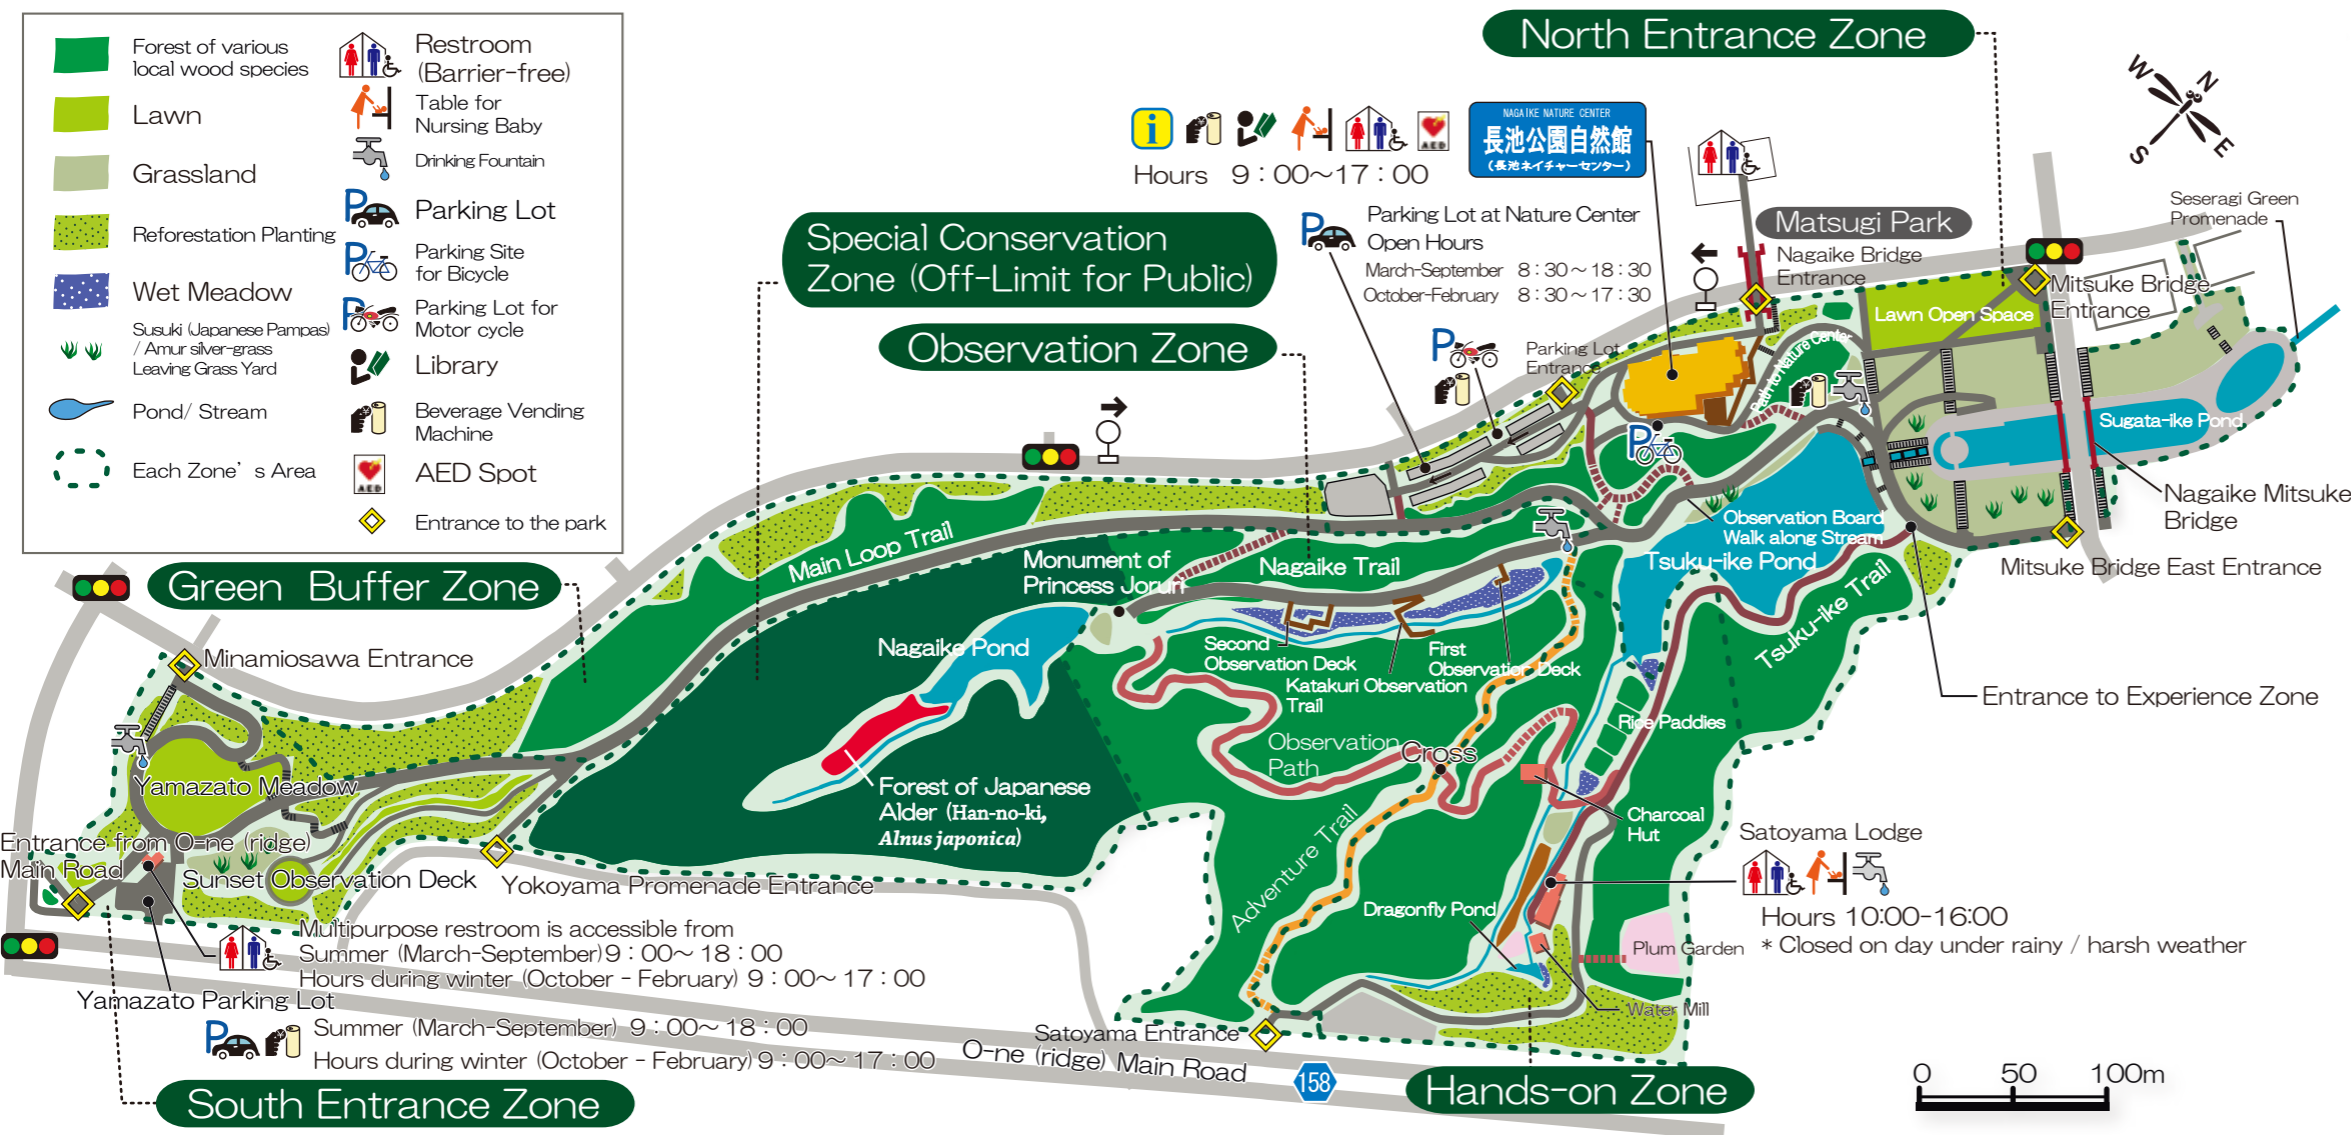 Forest of various
local wood species
Lawn
Grassland
Reforestation Planting
Wet Meadow
Susuki (Japanese Pampas)
/ Amur silver-grass
Leaving Grass Yard
Pond/ Stream
Each Zone's Area
Restroom
(Barrier-free)
Table for
Nursing Baby
Drinking Fountain
P
Parking Lot
P
Parking Site
for Bicycle
P
Parking Lot for
Motor cycle
Library
Beverage Vending
Machine
AED
AED Spot
Entrance to the park
North Entrance Zone
W
N
S
E
i
AED
NAGAIKE NATURE CENTER
長池公園自然館
(長池ネイチャーセンター)
Hours 9:00~17:00
Special Conservation
Zone (Off-Limit for Public)
P
Parking Lot at Nature Center
Open Hours
March-September 8:30~18:30
October-February 8:30~17:30
Matsugi Park
Nagaike Bridge
Entrance
Seseragi Green
Promenade
Mitsuke Bridge
Entrance
Lawn Open Space
Observation Zone
P
Parking Lot
Entrance
Path to Nature Center
P
Sugata-ike Pond
Nagaike Mitsuke
Bridge
Mitsuke Bridge East Entrance
Observation Board
Walk along Stream
Tsuku-ike Pond
Tsuku-ike Trail
Entrance to Experience Zone
Main Loop Trail
Monument of
Princess Joruri
Nagaike Trail
Green Buffer Zone
Nagaike Pond
Second
Observation Deck
Katakuri Observation
Trail
First
Observation Deck
Minamiosawa Entrance
Rice Paddies
Observation
Path
Cross
Yamazato Meadow
Forest of Japanese
Alder (Han-no-ki,
Alnus japonica)
Charcoal
Hut
Satoyama Lodge
Hours 10:00-16:00
* Closed on day under rainy / harsh weather
Entrance from O-ne (ridge)
Main Road
Sunset Observation Deck
Yokoyama Promenade Entrance
Adventure Trail
Dragonfly Pond
Plum Garden
Water Mill
Multipurpose restroom is accessible from
Summer (March-September) 9:00~18:00
Hours during winter (October - February) 9:00~17:00
Yamazato Parking Lot
P
Summer (March-September) 9:00~18:00
Hours during winter (October - February) 9:00~17:00
Satoyama Entrance
O-ne (ridge) Main Road
158
South Entrance Zone
Hands-on Zone
0 50 100m